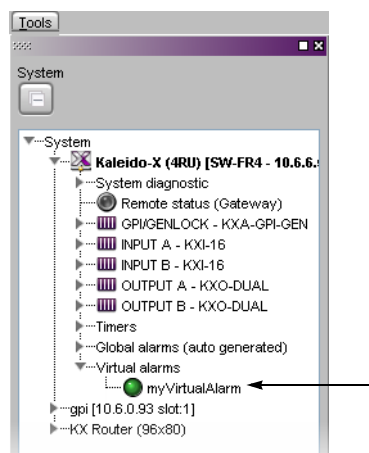 Tools
System
System
Kaleido-X (4RU) [SW-FR4 - 10.6.6.
System diagnostic
Remote status (Gateway)
GPI/GENLOCK - KXA-GPI-GEN
INPUT A - KXI-16
INPUT B - KXI-16
OUTPUT A - KXO-DUAL
OUTPUT B - KXO-DUAL
Timers
Global alarms (auto generated)
Virtual alarms
myVirtualAlarm
gpi [10.6.0.93 slot:1]
KX Router (96x80)